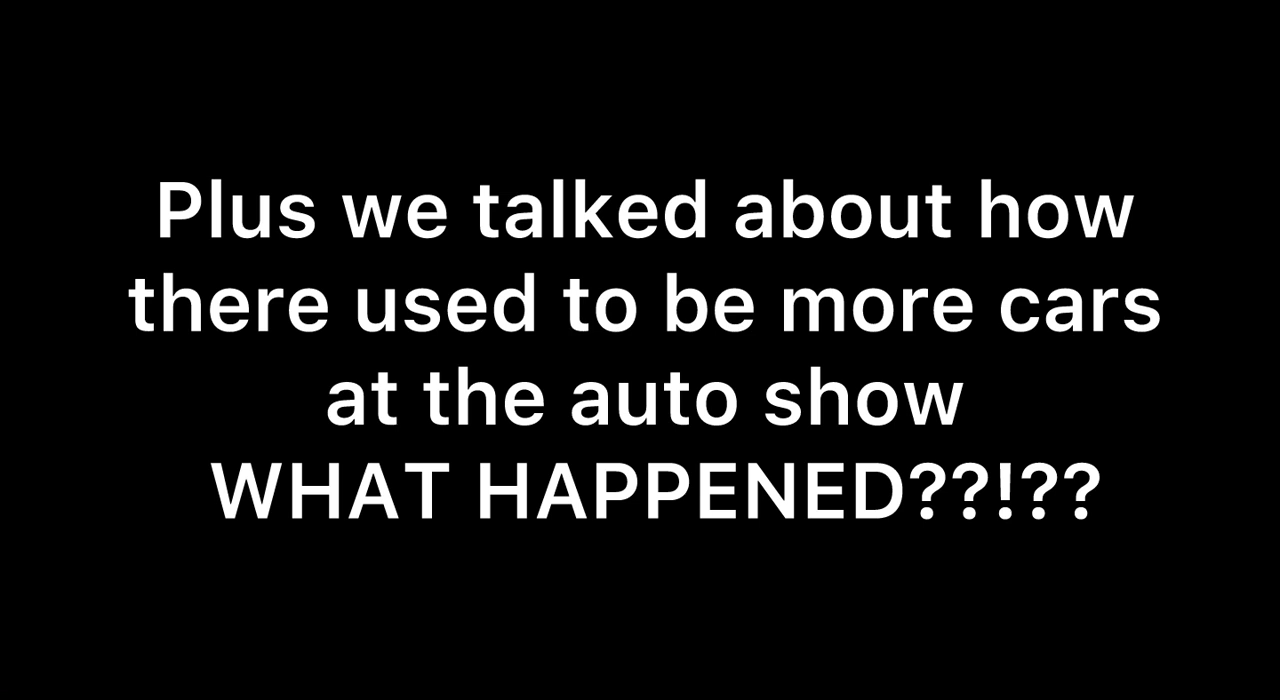 Plus we talked about how
there used to be more cars
at the auto show
WHAT HAPPENED??!??